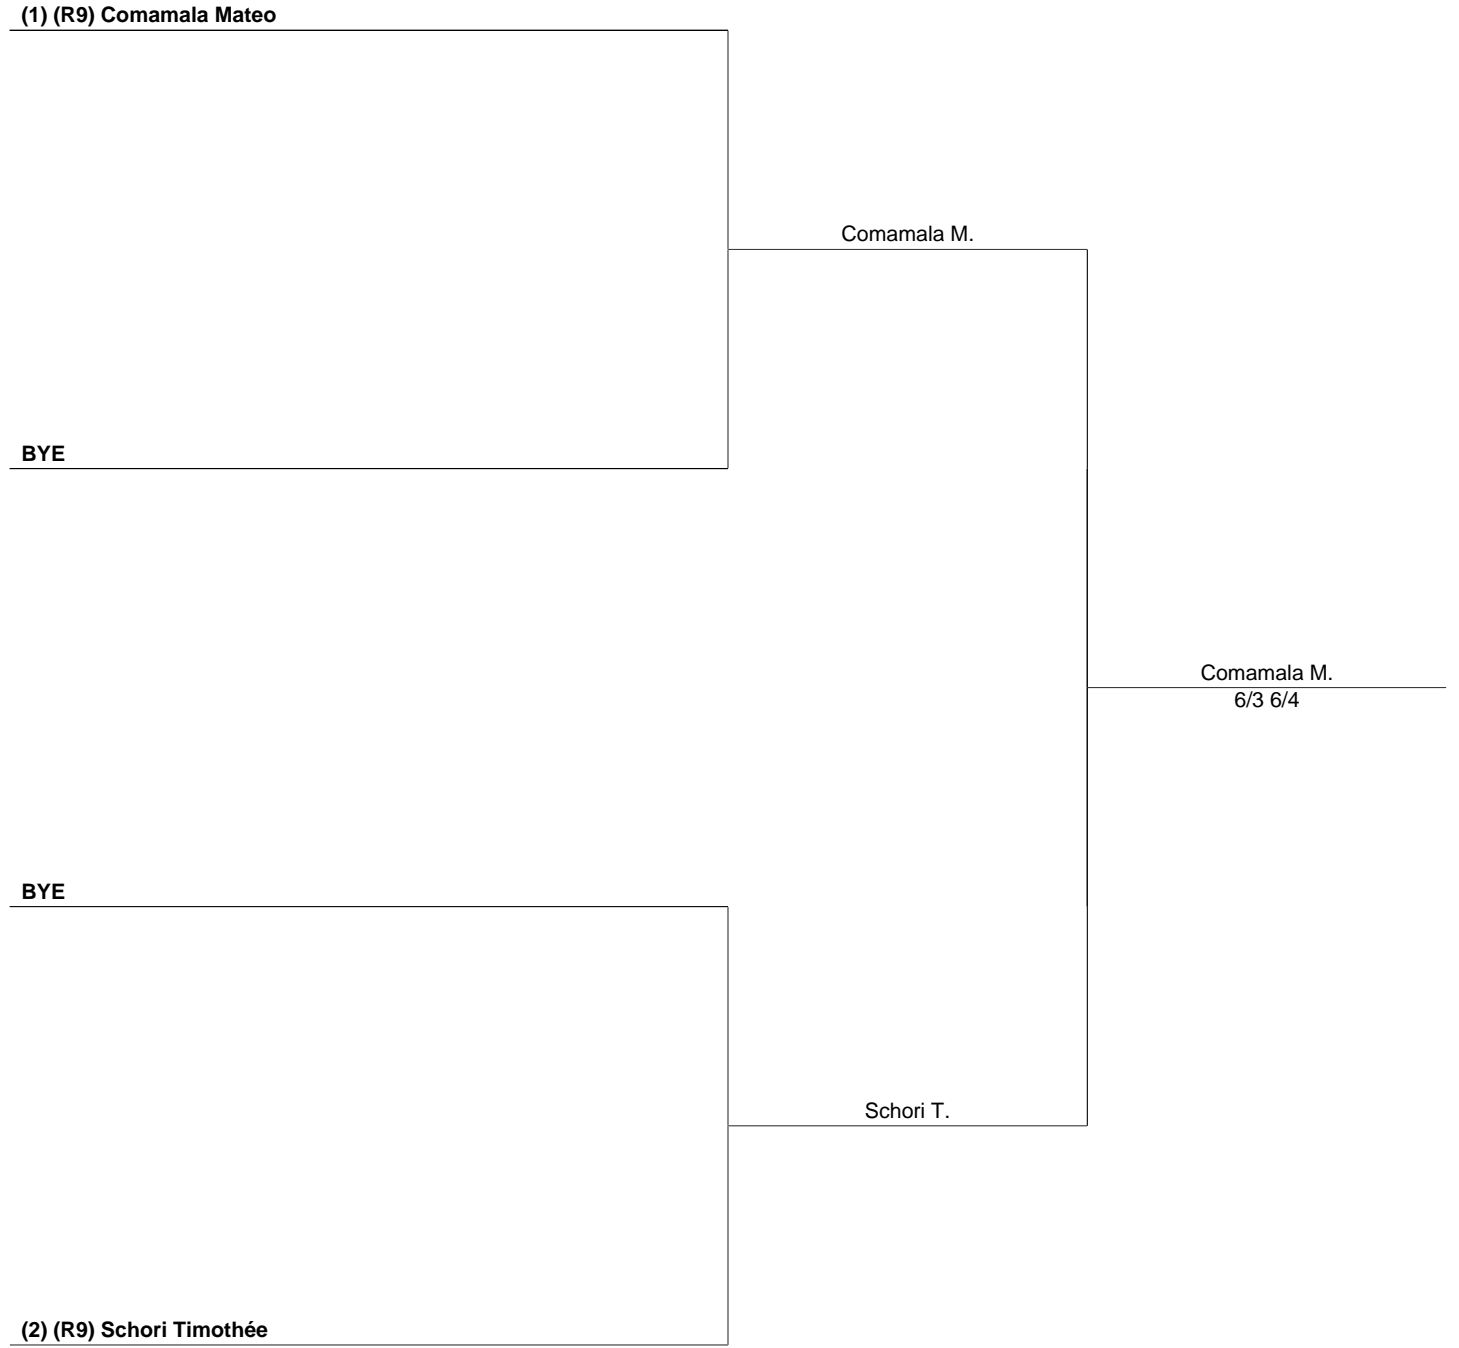 (1) (R9) Comamala Mateo
Comamala M.
BYE
Comamala M.
6/3 6/4
BYE
Schori T.
(2) (R9) Schori Timothée